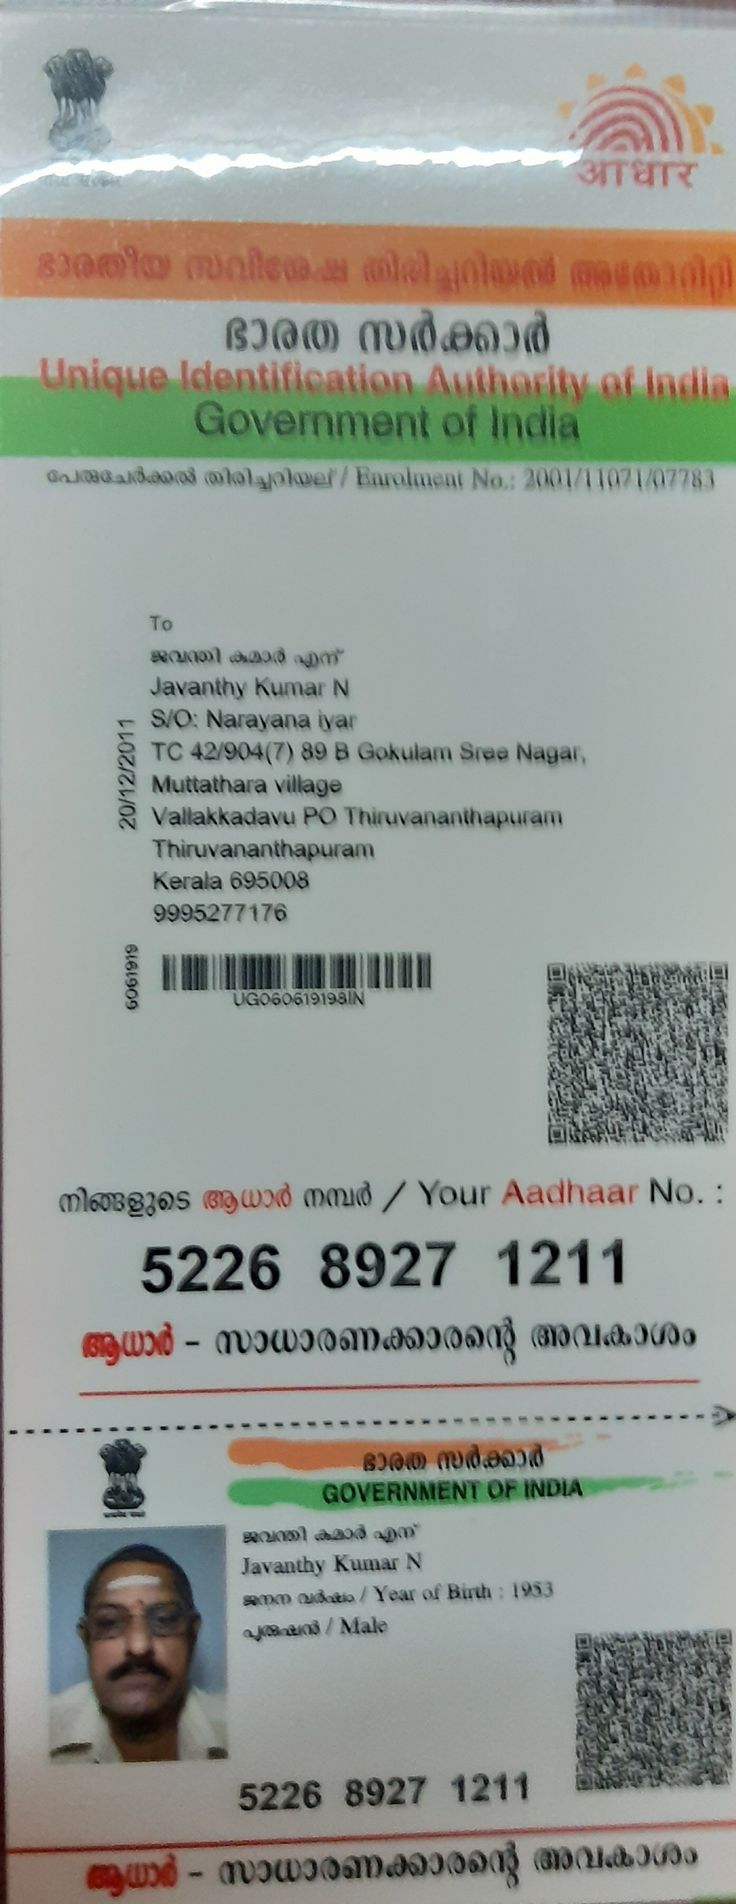 आधार
ഭാരതീയ സവിശേഷ തിരിച്ചറിയൽ അതോറിറ്റി
ഭാരത സർക്കാർ
Unique Identification Authority of India
Government of India
പേരുചേർക്കൽ തിരിച്ചറിയല് / Enrolment No.: 2001/11071/07783
To
ജവന്തി കുമാർ എന്
Javanthy Kumar N
S/O: Narayana iyar
TC 42/904(7) 89 B Gokulam Sree Nagar,
Muttathara village
Vallakkadavu PO Thiruvananthapuram
Thiruvananthapuram
Kerala 695008
9995277176
20/12/2011
6061919
UG060619198IN
നിങ്ങളുടെ ആധാർ നമ്പർ / Your Aadhaar No. :
5226 8927 1211
ആധാർ - സാധാരണക്കാരന്റെ അവകാശം
ഭാരത സർക്കാർ
GOVERNMENT OF INDIA
ജവന്തി കുമാർ എന്
Javanthy Kumar N
ജനന വർഷം / Year of Birth : 1953
പുരുഷൻ / Male
5226 8927 1211
ആധാർ - സാധാരണക്കാരന്റെ അവകാശം